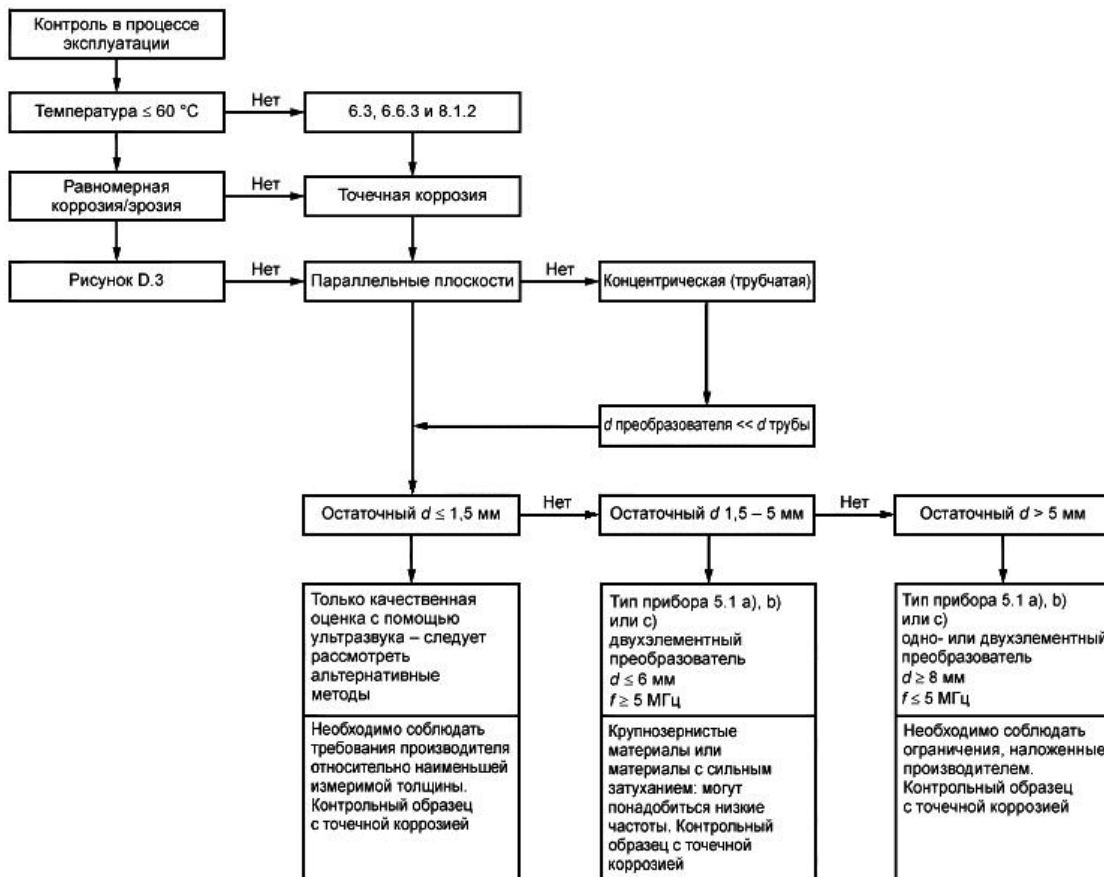 Контроль в процессе
эксплуатации
Температура ≤ 60 °C
Нет
6.3, 6.6.3 и 8.1.2
Равномерная
коррозия/эрозия
Нет
Точечная коррозия
Рисунок D.3
Нет
Параллельные плоскости
Нет
Концентрическая (трубчатая)
d преобразователя << d трубы
Остаточный d ≤ 1,5 мм
Нет
Остаточный d 1,5 – 5 мм
Нет
Остаточный d > 5 мм
Только качественная
оценка с помощью
ультразвука – следует
рассмотреть
альтернативные
методы
Необходимо соблюдать
требования производителя
относительно наименьшей
измеримой толщины.
Контрольный образец
с точечной коррозией
Тип прибора 5.1 a), b)
или c)
двухэлементный
преобразователь
d ≤ 6 мм
f ≥ 5 МГц
Крупнозернистые
материалы или
материалы с сильным
затуханием: могут
понадобиться низкие
частоты. Контрольный
образец с точечной
коррозией
Тип прибора 5.1 a), b)
или c)
одно- или двухэлементный
преобразователь
d ≥ 8 мм
f ≤ 5 МГц
Необходимо соблюдать
ограничения, наложенные
производителем.
Контрольный образец
с точечной коррозией